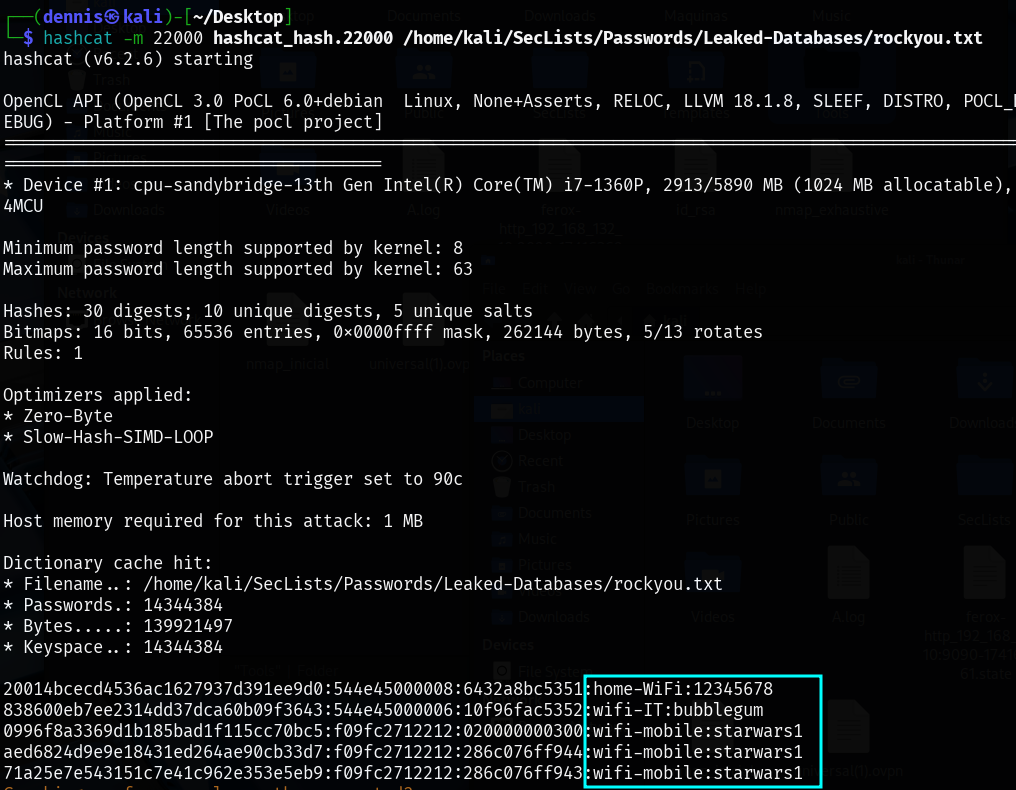 ┌──(dennis㉿kali)-[~/Desktop]
└─$ hashcat -m 22000 hashcat_hash.22000 /home/kali/SecLists/Passwords/Leaked-Databases/rockyou.txt
hashcat (v6.2.6) starting
OpenCL API (OpenCL 3.0 PoCL 6.0+debian  Linux, None+Asserts, RELOC, LLVM 18.1.8, SLEEF, DISTRO, POCL_
EBUG) - Platform #1 [The pocl project]
* Device #1: cpu-sandybridge-13th Gen Intel(R) Core(TM) i7-1360P, 2913/5890 MB (1024 MB allocatable),
4MCU
Minimum password length supported by kernel: 8
Maximum password length supported by kernel: 63
Hashes: 30 digests; 10 unique digests, 5 unique salts
Bitmaps: 16 bits, 65536 entries, 0x0000ffff mask, 262144 bytes, 5/13 rotates
Rules: 1
Optimizers applied:
* Zero-Byte
* Slow-Hash-SIMD-LOOP
Watchdog: Temperature abort trigger set to 90c
Host memory required for this attack: 1 MB
Dictionary cache hit:
* Filename..: /home/kali/SecLists/Passwords/Leaked-Databases/rockyou.txt
* Passwords.: 14344384
* Bytes.....: 139921497
* Keyspace..: 14344384
20014bcecd4536ac1627937d391ee9d0:544e45000008:6432a8bc5351:home-WiFi:12345678
838600eb7ee2314dd37dca60b09f3643:544e45000006:10f96fac5352:wifi-IT:bubblegum
0996f8a3369d1b185bad1f115cc70bc5:f09fc2712212:020000000300:wifi-mobile:starwars1
aed6824d9e9e18431ed264ae90cb33d7:f09fc2712212:286c076ff944:wifi-mobile:starwars1
71a25e7e543151c7e41c962e353e5eb9:f09fc2712212:286c076ff943:wifi-mobile:starwars1